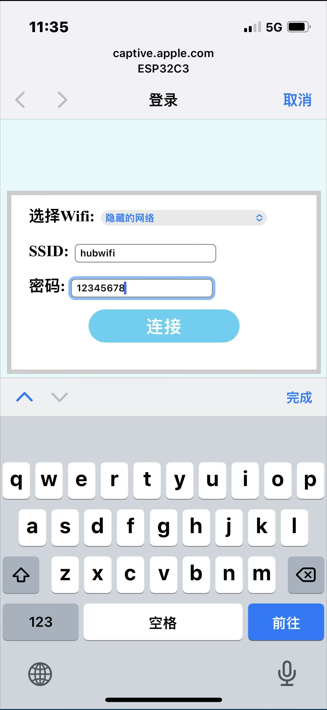 11:35 5G
captive.apple.com
ESP32C3
登录 取消
选择Wifi: 隐藏的网络
SSID: hubwifi
密码: 12345678
连接
完成
q w e r t y u i o p
a s d f g h j k l
z x c v b n m
123 空格 前往